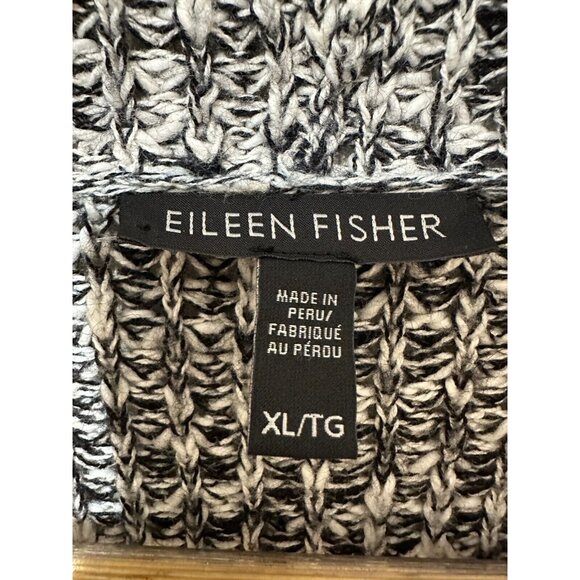 EILEEN FISHER
MADE IN
PERU/
FABRIQUÉ
AU PÉROU
XL/TG